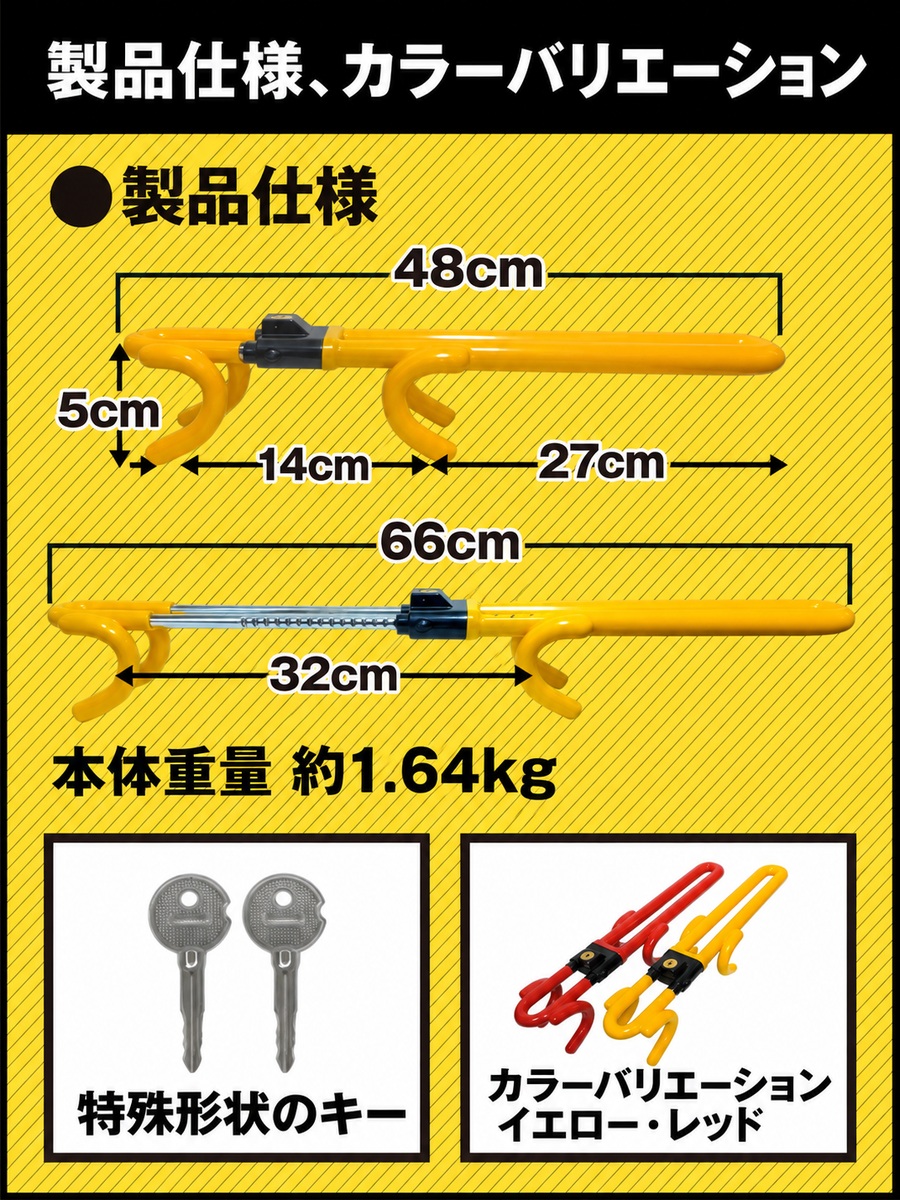 製品仕様、カラーバリエーション
●製品仕様
48cm
5cm
14cm
27cm
66cm
32cm
本体重量 約1.64kg
特殊形状のキー
カラーバリエーション
イエロー・レッド